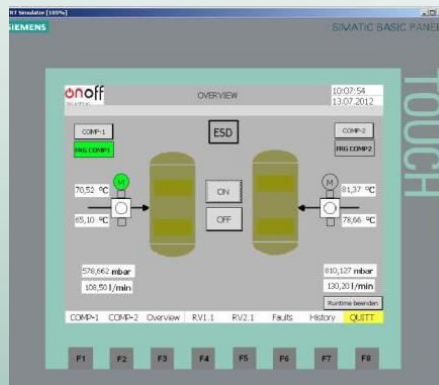 RT Simulator [105%]
SIEMENS
SIMATIC BASIC PANEL
TOUCH
onoff
OVERVIEW
10:07:54
13.07.2012
COMP-1
ESD
COMP-2
FRG COMP1
FRG COMP2
M
M
70,52 °C
ON
81,37 °C
65,10 °C
OFF
78,66 °C
578,662 mbar
810,127 mbar
108,50 l/min
130,20 l/min
Runtime beenden
COMP-1 COMP-2 Overview RV1.1 RV2.1 Faults History QUITT
F1 F2 F3 F4 F5 F6 F7 F8